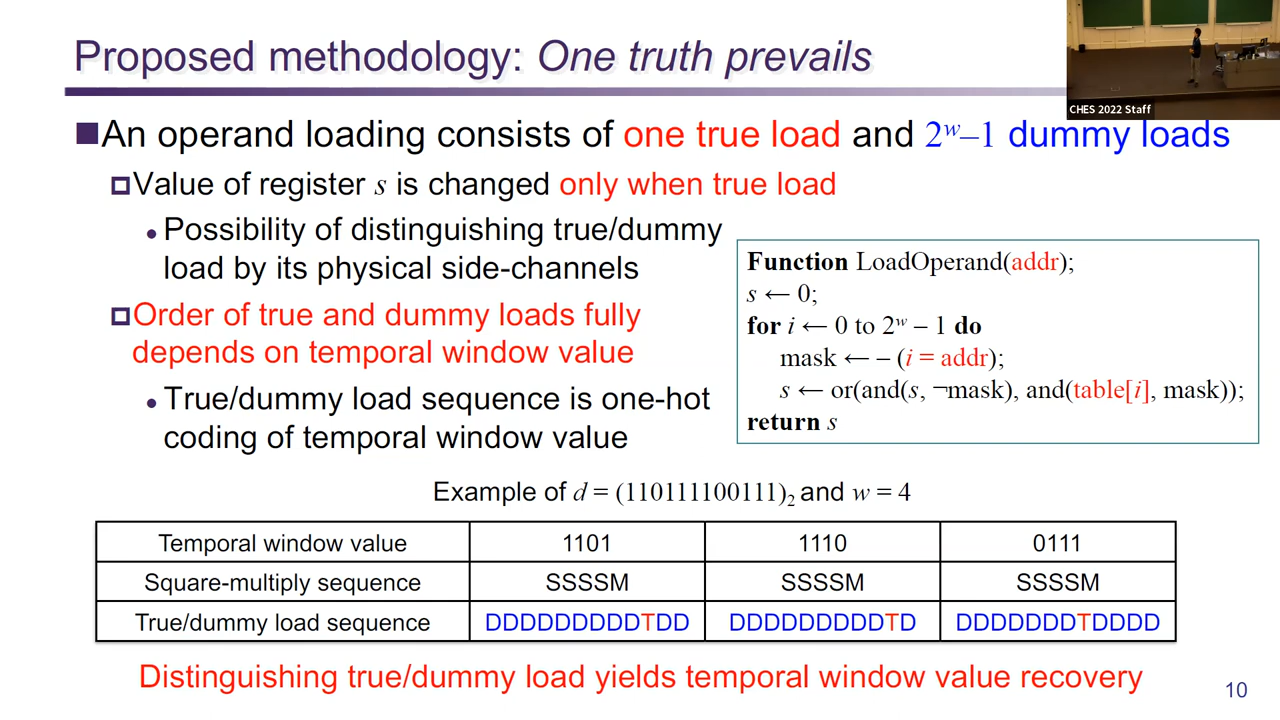 Proposed methodology: One truth prevails
CHES 2022 Staff
■An operand loading consists of one true load and 2ʷ–1 dummy loads
Value of register s is changed only when true load
• Possibility of distinguishing true/dummy
load by its physical side-channels
Order of true and dummy loads fully
depends on temporal window value
• True/dummy load sequence is one-hot
coding of temporal window value
Function LoadOperand(addr);
s ← 0;
for i ← 0 to 2ʷ – 1 do
mask ← – (i = addr);
s ← or(and(s, ¬mask), and(table[i], mask));
return s
Example of d = (110111100111)₂ and w = 4
Temporal window value 1101 1110 0111
Square-multiply sequence SSSSM SSSSM SSSSM
True/dummy load sequence DDDDDDDDDTDD DDDDDDDDDTD DDDDDDDTDDDD
Distinguishing true/dummy load yields temporal window value recovery
10